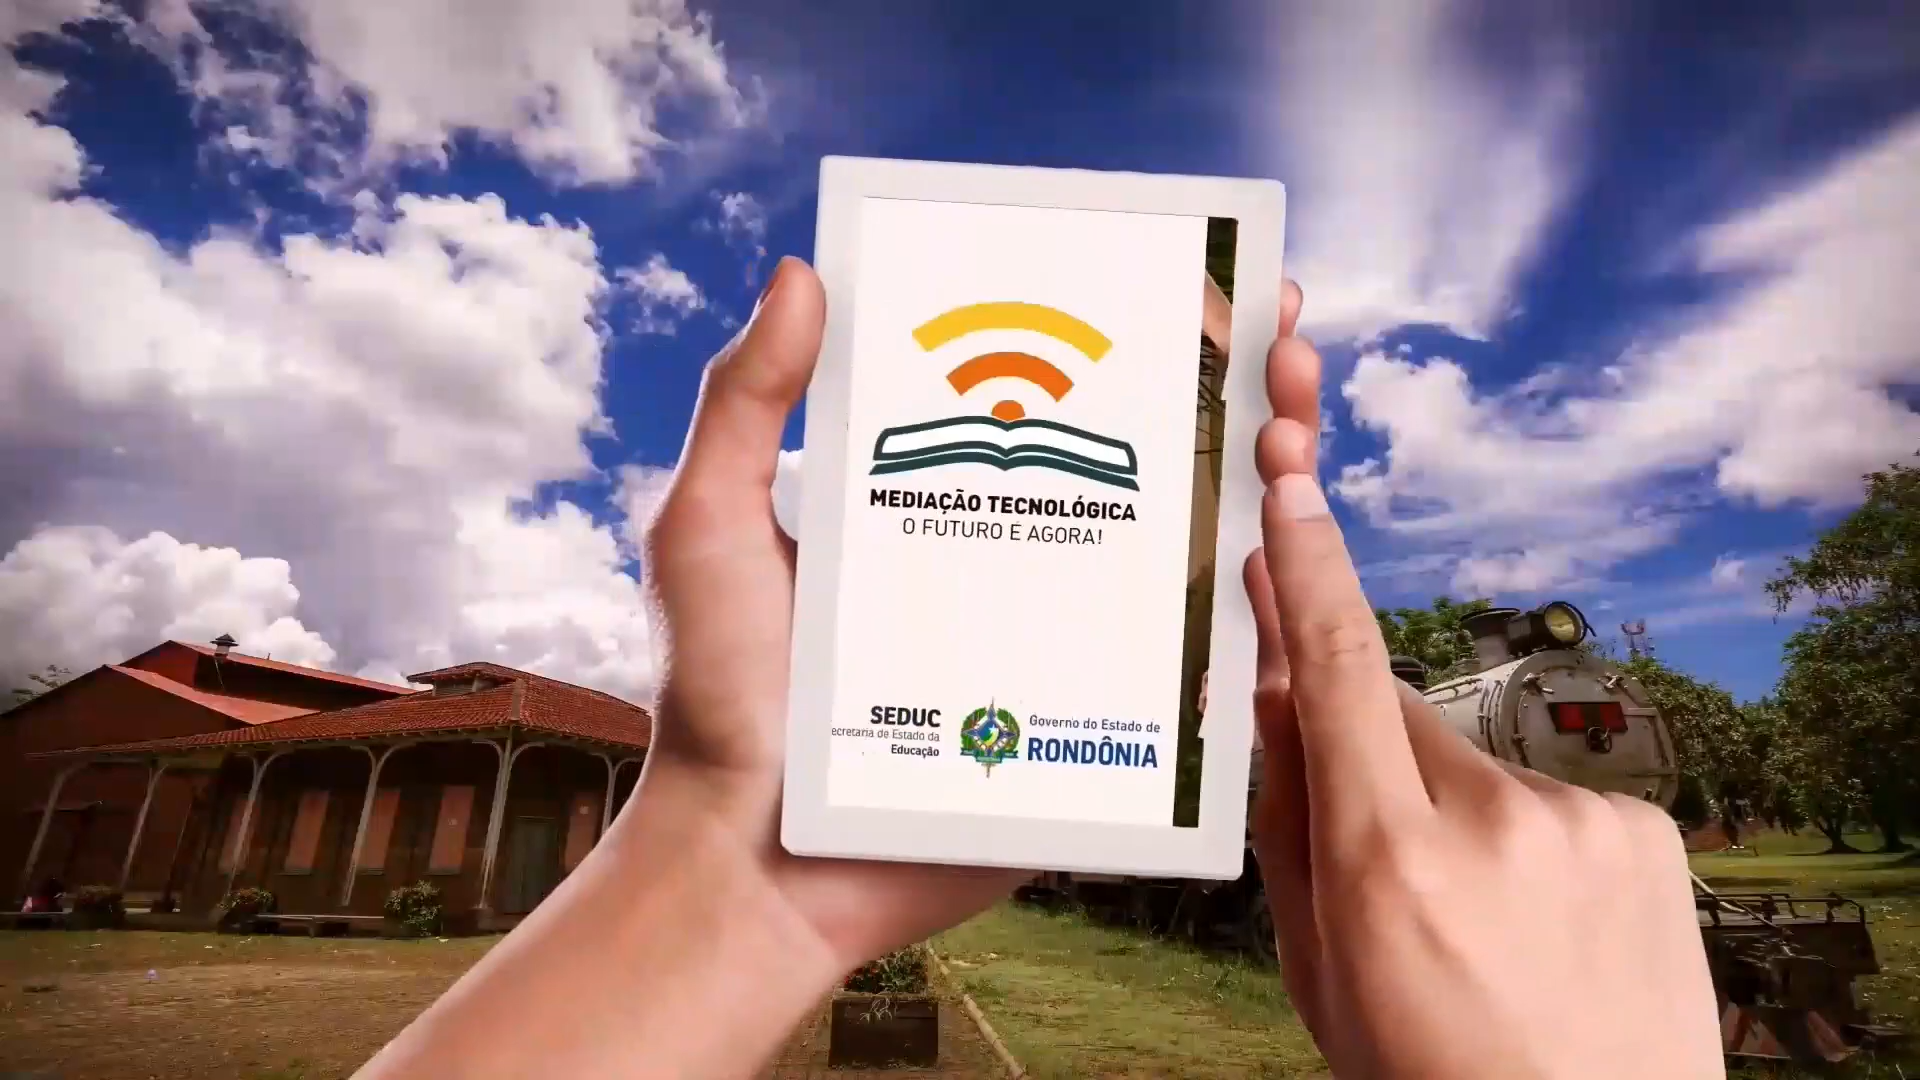 MEDIAÇÃO TECNOLÓGICA
O FUTURO É AGORA!
SEDUC
ecretaria de Estado da
Educação
Governo do Estado de
RONDÔNIA